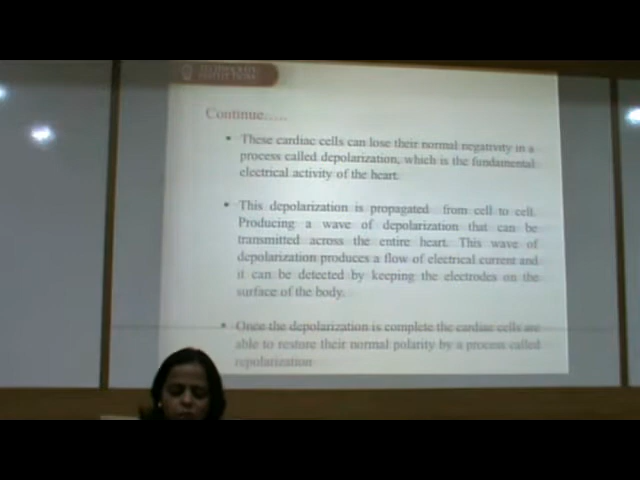 Continue.....
• These cardiac cells can lose their normal negativity in a
process called depolarization, which is the fundamental
electrical activity of the heart.
• This depolarization is propagated from cell to cell.
Producing a wave of depolarization that can be
transmitted across the entire heart. This wave of
depolarization produces a flow of electrical current and
it can be detected by keeping the electrodes on the
surface of the body.
• Once the depolarization is complete the cardiac cells are
able to restore their normal polarity by a process called
repolarization